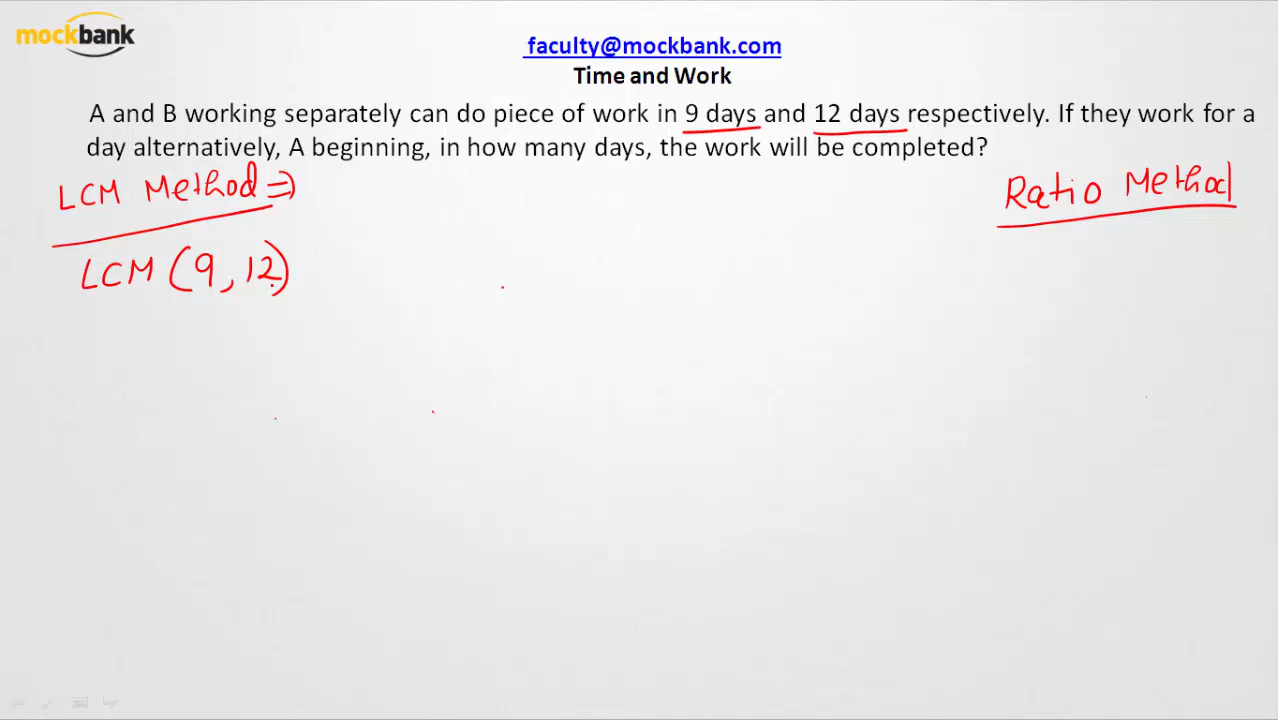 mockbank
faculty@mockbank.com
Time and Work
A and B working separately can do piece of work in 9 days and 12 days respectively. If they work for a
day alternatively, A beginning, in how many days, the work will be completed?
LCM Method ⇒
Ratio Method
LCM (9, 12)